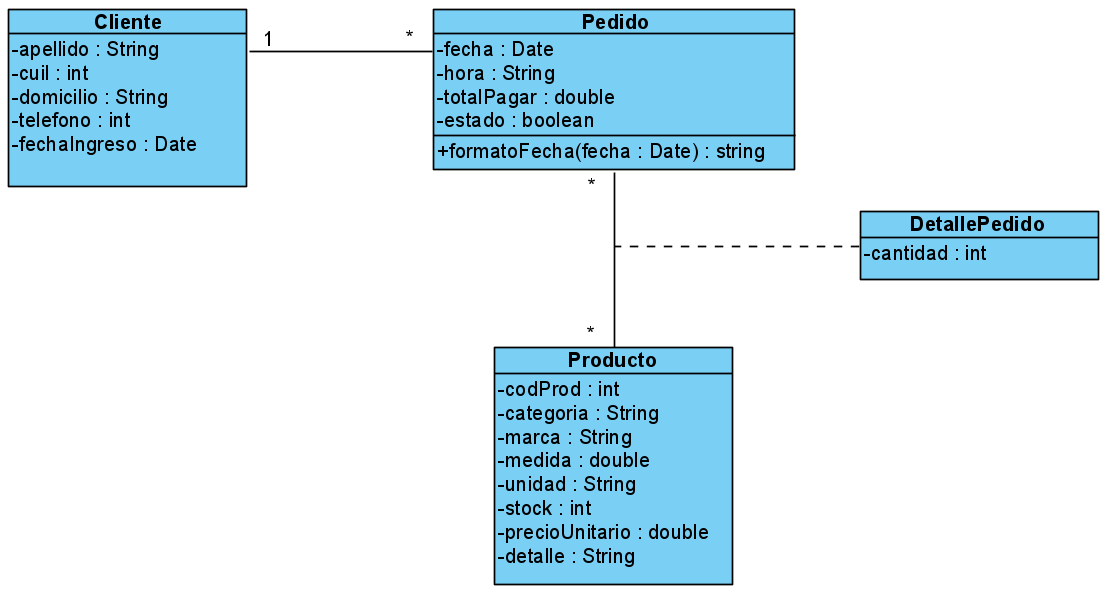 Cliente
-apellido : String
-cuil : int
-domicilio : String
-telefono : int
-fechaIngreso : Date
1
*
Pedido
-fecha : Date
-hora : String
-totalPagar : double
-estado : boolean
+formatoFecha(fecha : Date) : string
*
DetallePedido
-cantidad : int
*
Producto
-codProd : int
-categoria : String
-marca : String
-medida : double
-unidad : String
-stock : int
-precioUnitario : double
-detalle : String